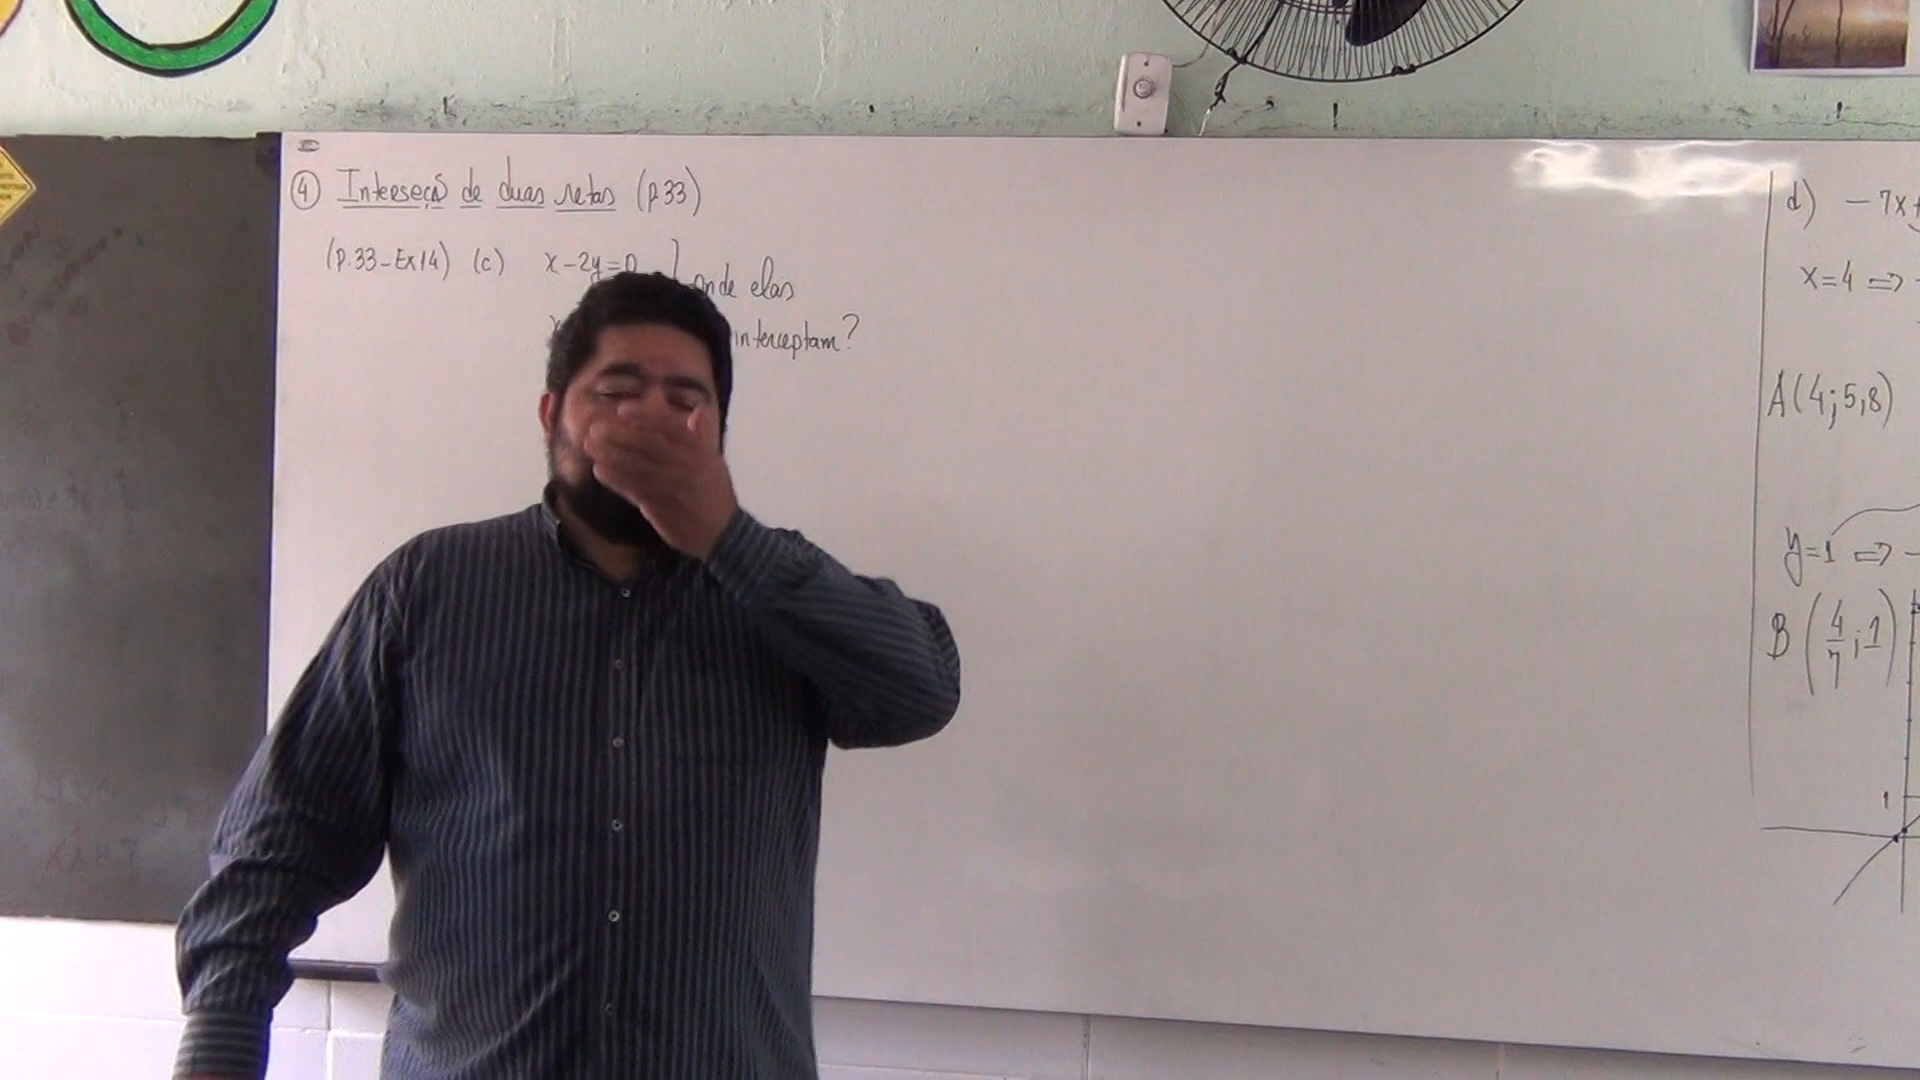 ④ Interseçã de duas retas (p.33)
(p.33-Ex14) (c) x-2y=0
onde elas
interceptam?
d) -7x+
x=4 ⇒
A(4;5,8)
y=1 ⇒ -
B (4/7;1)
1